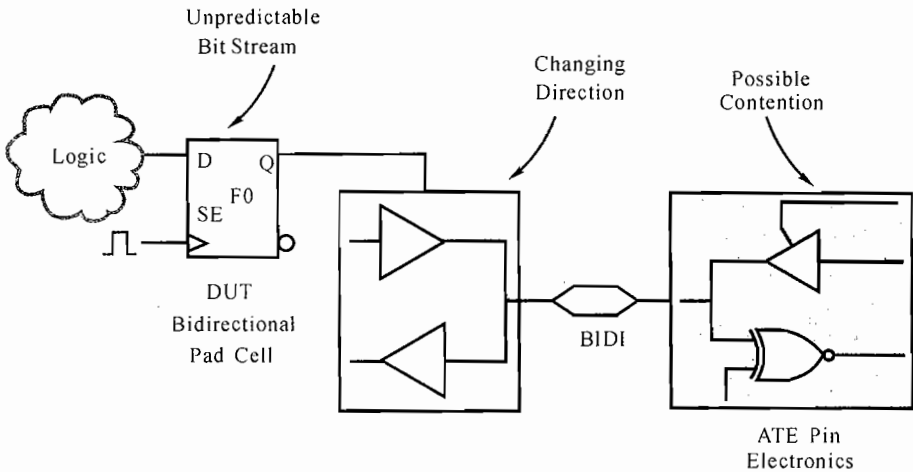 Unpredictable
Bit Stream
Changing
Direction
Possible
Contention
Logic
D
Q
F0
SE
DUT
Bidirectional
Pad Cell
BIDI
ATE Pin
Electronics